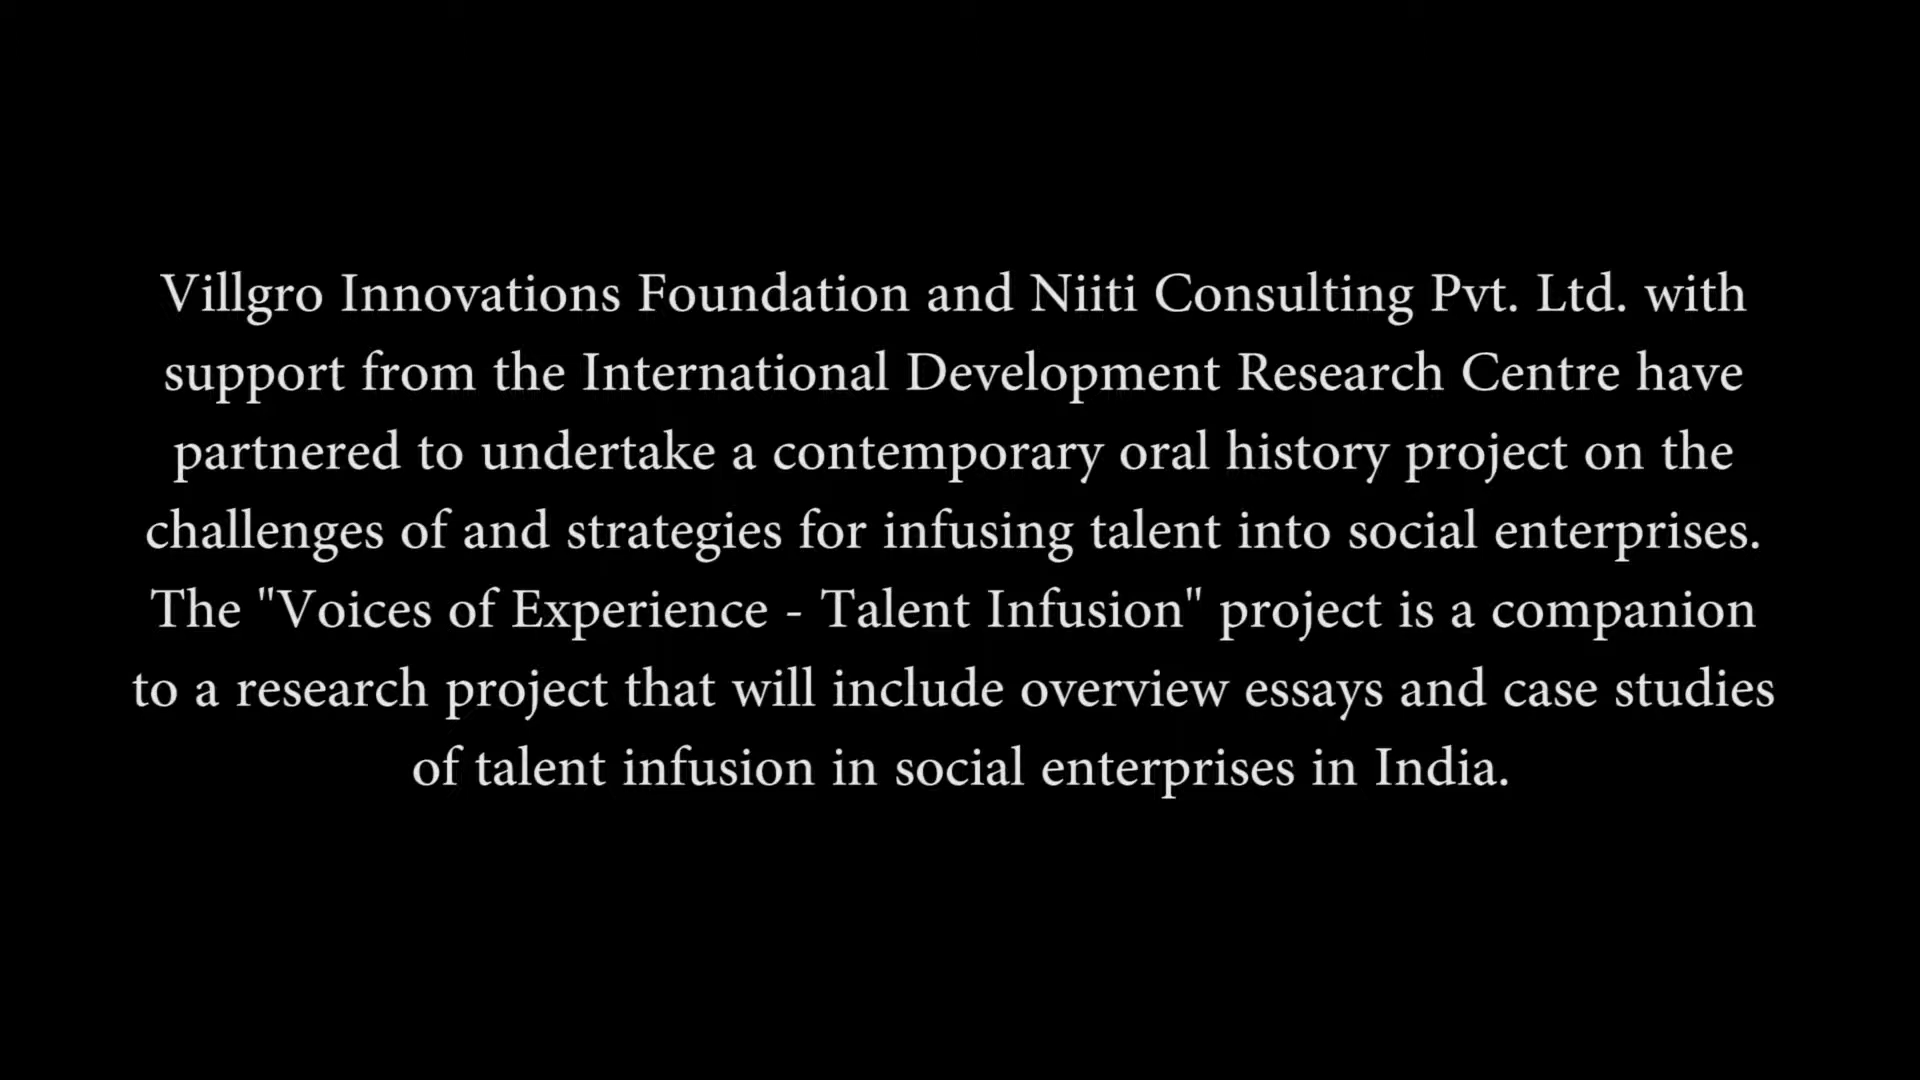 Villgro Innovations Foundation and Niiti Consulting Pvt. Ltd. with
support from the International Development Research Centre have
partnered to undertake a contemporary oral history project on the
challenges of and strategies for infusing talent into social enterprises.
The "Voices of Experience - Talent Infusion" project is a companion
to a research project that will include overview essays and case studies
of talent infusion in social enterprises in India.